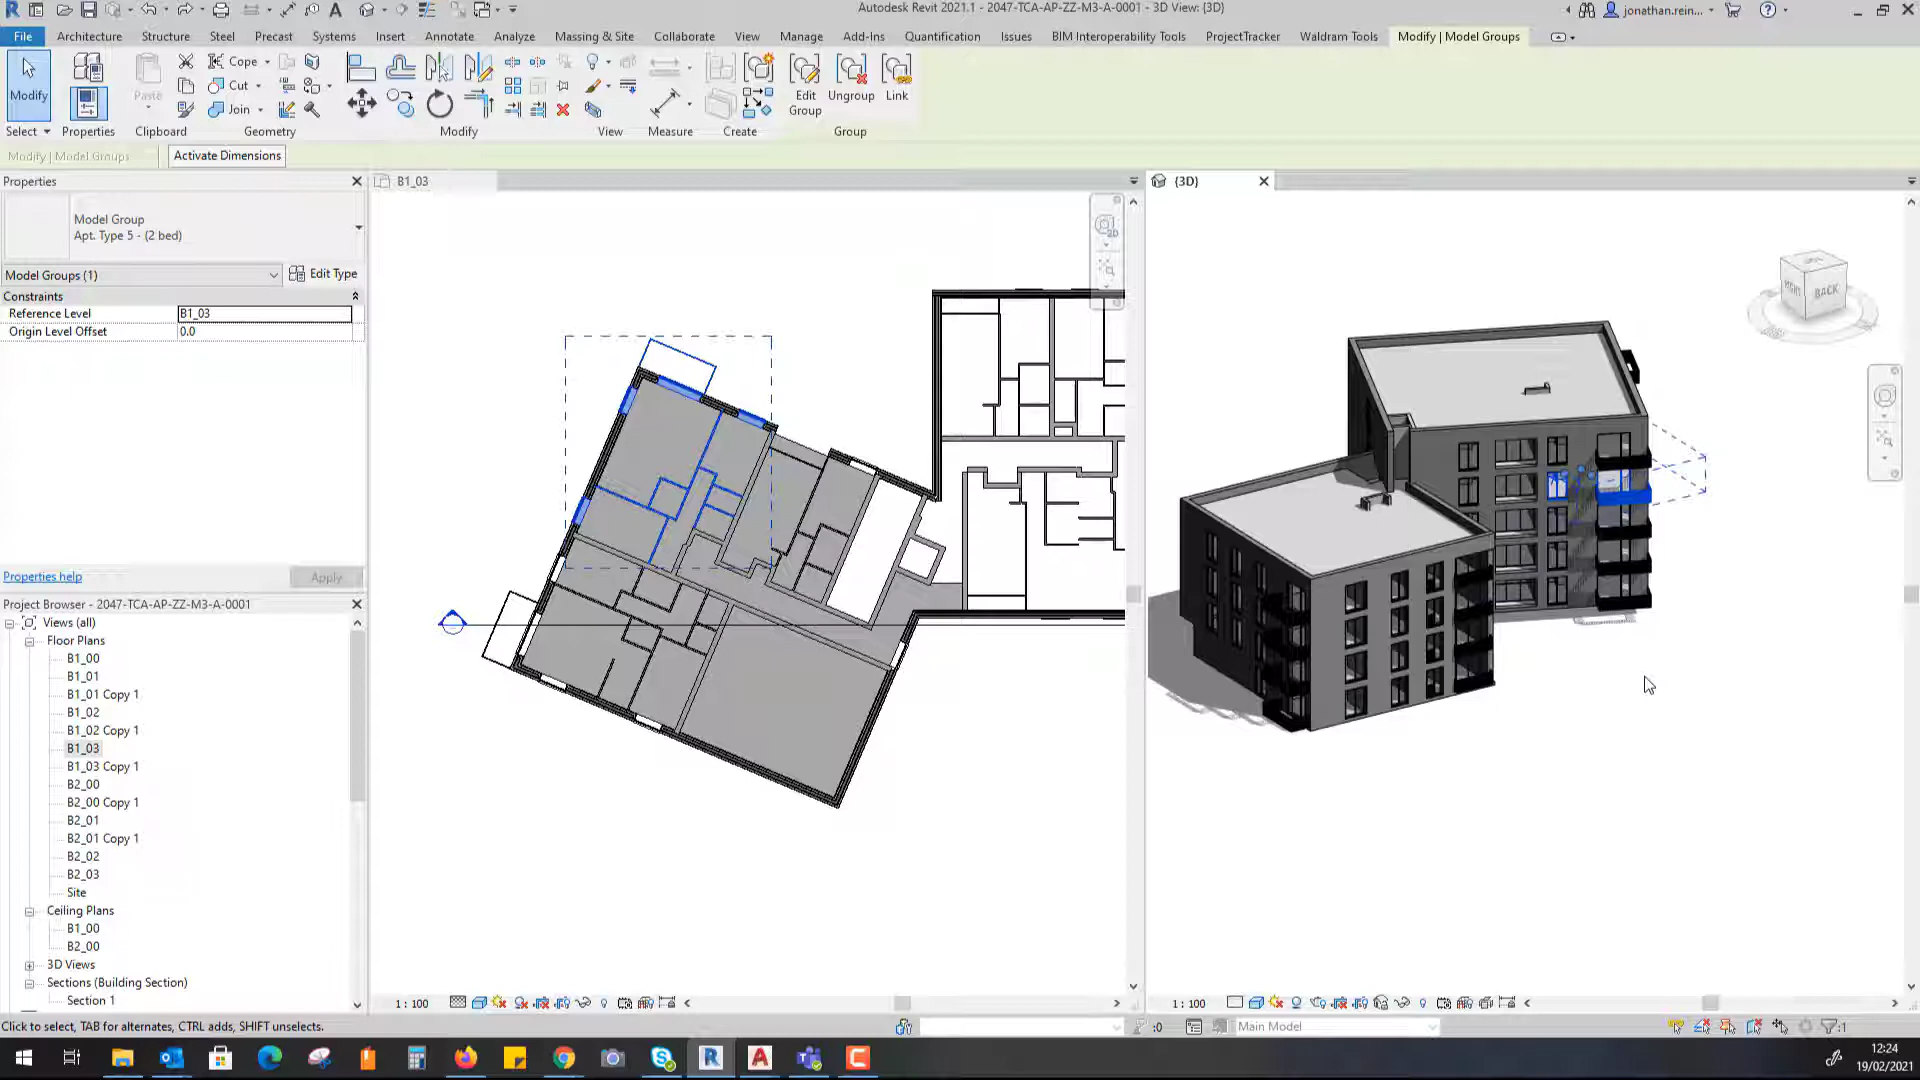 Autodesk Revit 2021.1 - 2047-TCA-AP-ZZ-M3-A-0001 - 3D View: {3D}
jonathan.rein...
File Architecture Structure Steel Precast Systems Insert Annotate Analyze Massing & Site Collaborate View Manage Add-Ins Quantification Issues BIM Interoperability Tools ProjectTracker Waldram Tools Modify | Model Groups
Cope
Cut
Join
Modify
Paste
Edit Group
Ungroup
Link
Select Properties Clipboard Geometry Modify View Measure Create Group
Modify | Model Groups Activate Dimensions
Properties
B1_03
{3D}
Model Group
Apt. Type 5 - (2 bed)
Model Groups (1) Edit Type
Constraints
Reference Level B1_03
Origin Level Offset 0.0
BACK
Properties help Apply
Project Browser - 2047-TCA-AP-ZZ-M3-A-0001
Views (all)
Floor Plans
B1_00
B1_01
B1_01 Copy 1
B1_02
B1_02 Copy 1
B1_03
B1_03 Copy 1
B2_00
B2_00 Copy 1
B2_01
B2_01 Copy 1
B2_02
B2_03
Site
Ceiling Plans
B1_00
B2_00
3D Views
Sections (Building Section)
Section 1
1 : 100
1 : 100
Click to select, TAB for alternates, CTRL adds, SHIFT unselects.
:0
Main Model
:1
12:24
19/02/2021